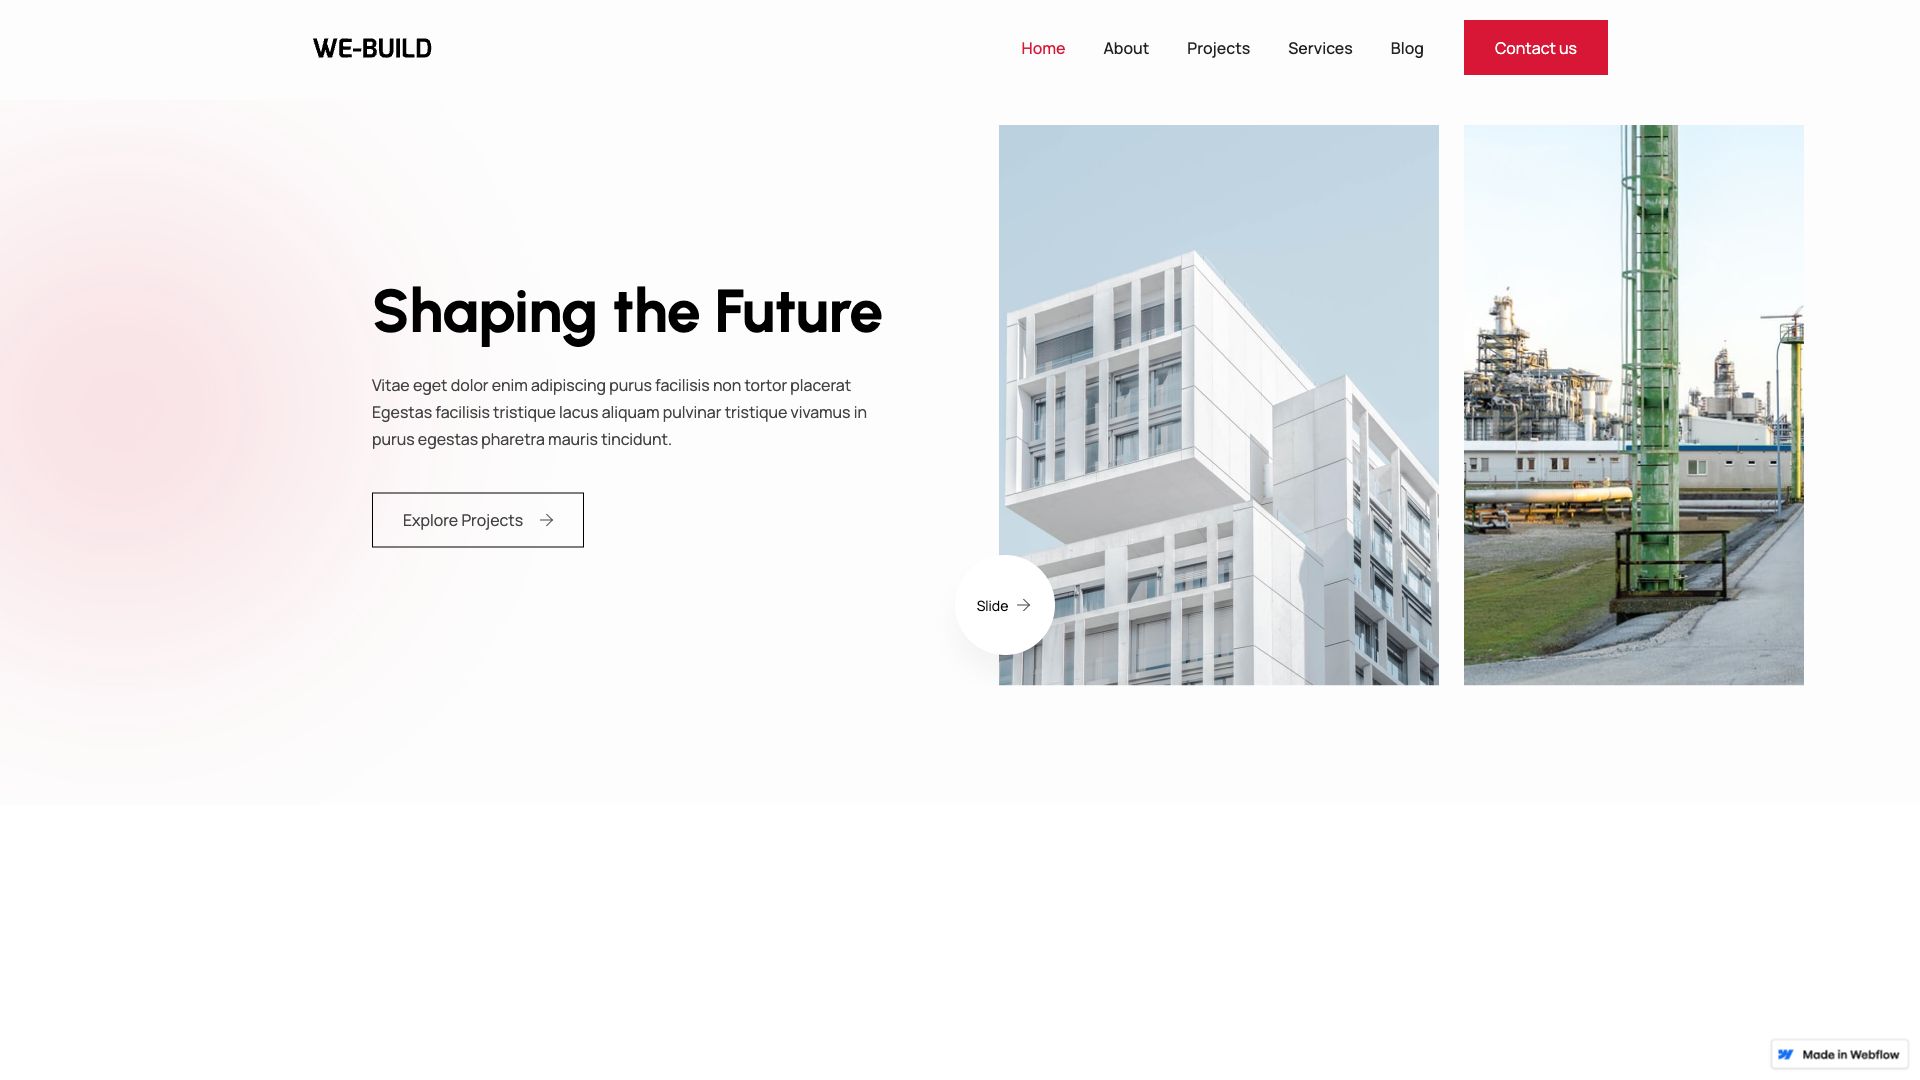 WE-BUILD
Home
About
Projects
Services
Blog
Contact us
Shaping the Future
Vitae eget dolor enim adipiscing purus facilisis non tortor placerat
Egestas facilisis tristique lacus aliquam pulvinar tristique vivamus in
purus egestas pharetra mauris tincidunt.
Explore Projects
Slide
Made in Webflow